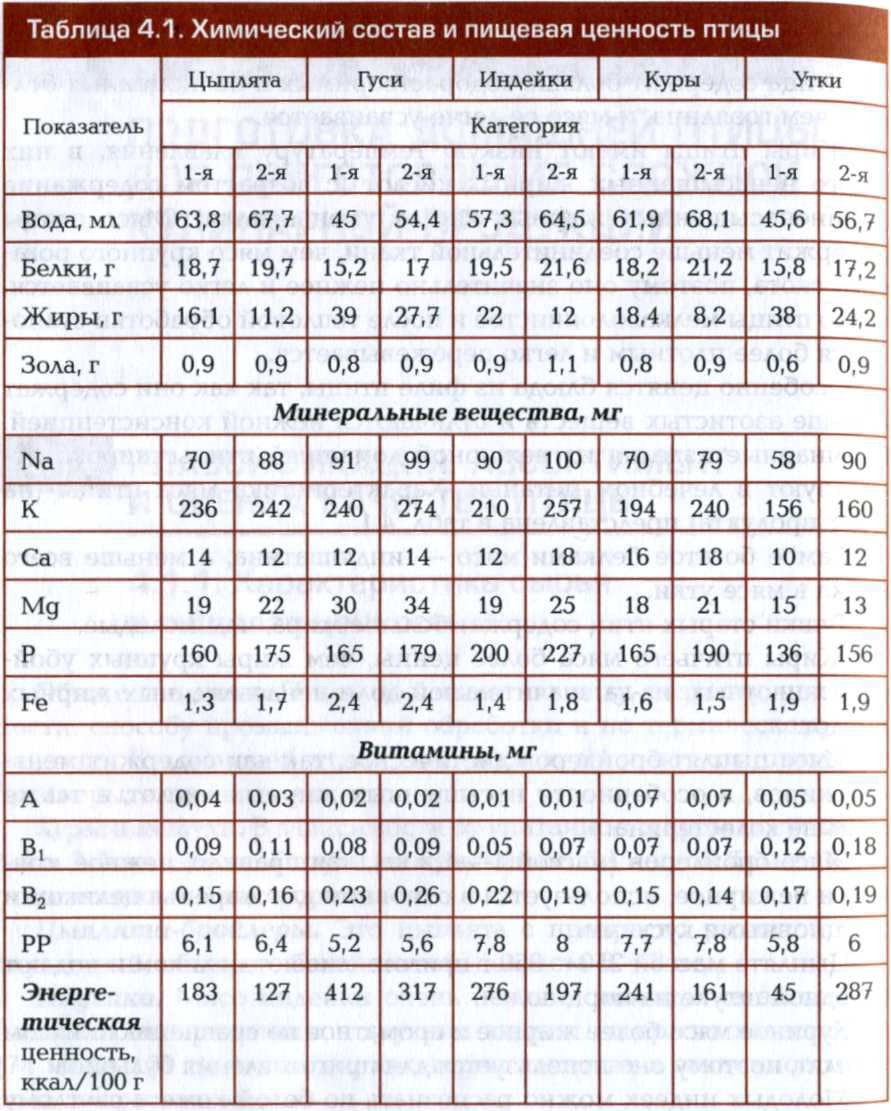 Таблица 4.1. Химический состав и пищевая ценность птицы
Цыплята Гуси Индейки Куры Утки
Показатель Категория
1-я 2-я 1-я 2-я 1-я 2-я 1-я 2-я 1-я 2-я
Вода, мл 63,8 67,7 45 54,4 57,3 64,5 61,9 68,1 45,6 56,7
Белки, г 18,7 19,7 15,2 17 19,5 21,6 18,2 21,2 15,8 17,2
Жиры, г 16,1 11,2 39 27,7 22 12 18,4 8,2 38 24,2
Зола, г 0,9 0,9 0,8 0,9 0,9 1,1 0,8 0,9 0,6 0,9
Минеральные вещества, мг
Na 70 88 91 99 90 100 70 79 58 90
K 236 242 240 274 210 257 194 240 156 160
Ca 14 12 12 14 12 18 16 18 10 12
Mg 19 22 30 34 19 25 18 21 15 13
P 160 175 165 179 200 227 165 190 136 156
Fe 1,3 1,7 2,4 2,4 1,4 1,8 1,6 1,5 1,9 1,9
Витамины, мг
A 0,04 0,03 0,02 0,02 0,01 0,01 0,07 0,07 0,05 0,05
B1 0,09 0,11 0,08 0,09 0,05 0,07 0,07 0,07 0,12 0,18
B2 0,15 0,16 0,23 0,26 0,22 0,19 0,15 0,14 0,17 0,19
PP 6,1 6,4 5,2 5,6 7,8 8 7,7 7,8 5,8 6
Энерге- 183 127 412 317 276 197 241 161 45 287
тическая
ценность,
ккал/100 г